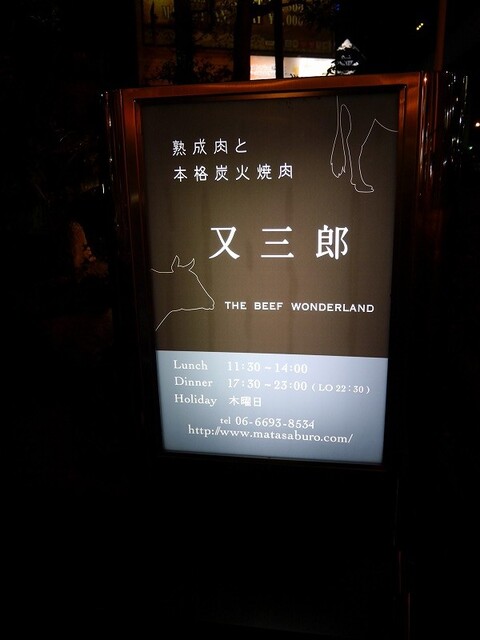 熟成肉と
本格炭火焼肉
又三郎
THE BEEF WONDERLAND
Lunch 11:30~14:00
Dinner 17:30~23:00 (LO 22:30)
Holiday 木曜日
tel 06-6693-8534
http://www.matasaburo.com/